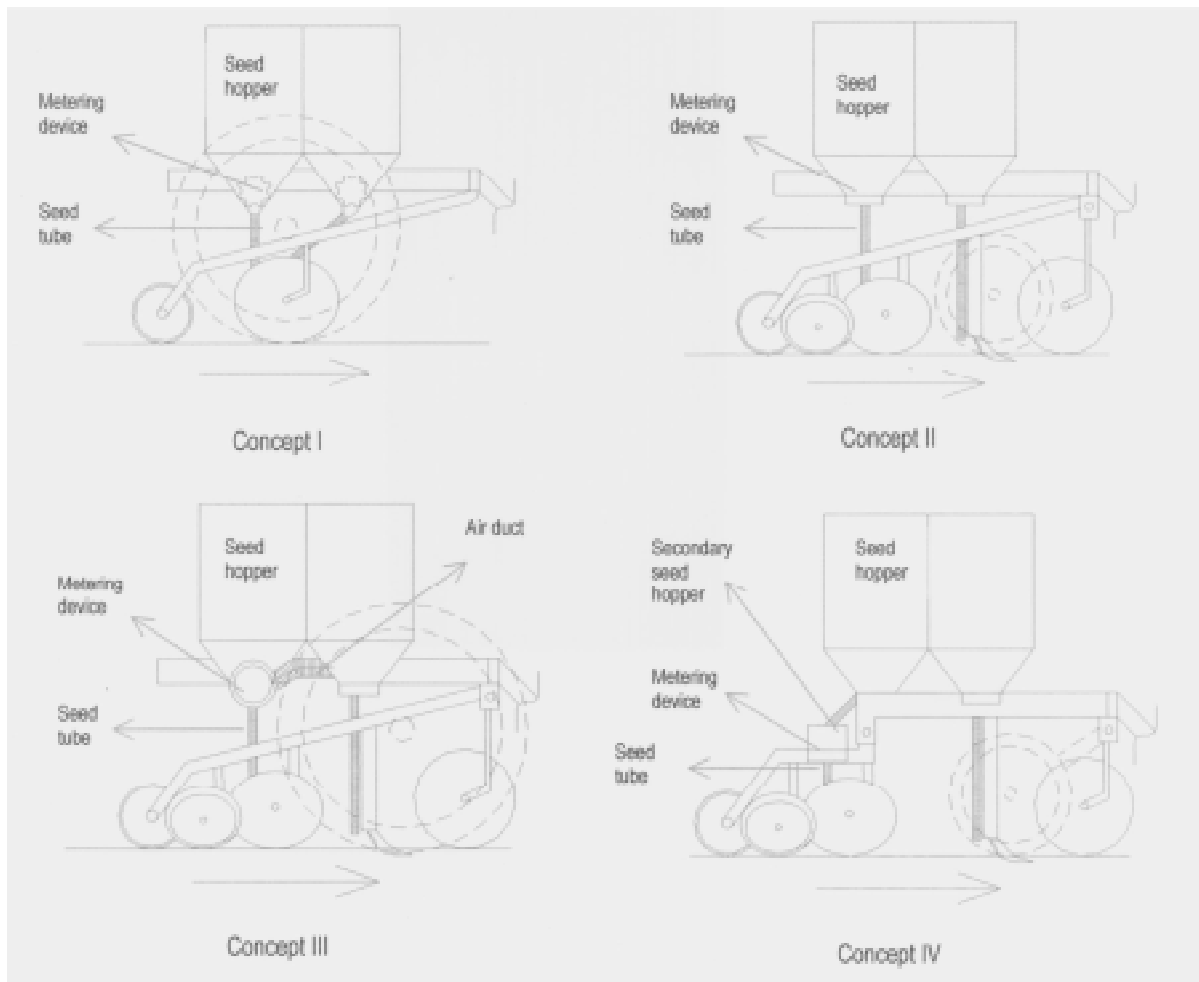 Seed
hopper
Metering
device
Seed
tube
Concept I
Seed
hopper
Metering
device
Seed
tube
Concept II
Air duct
Seed
hopper
Metering
device
Seed
tube
Concept III
Secondary
seed
hopper
Seed
hopper
Metering
device
Seed
tube
Concept IV